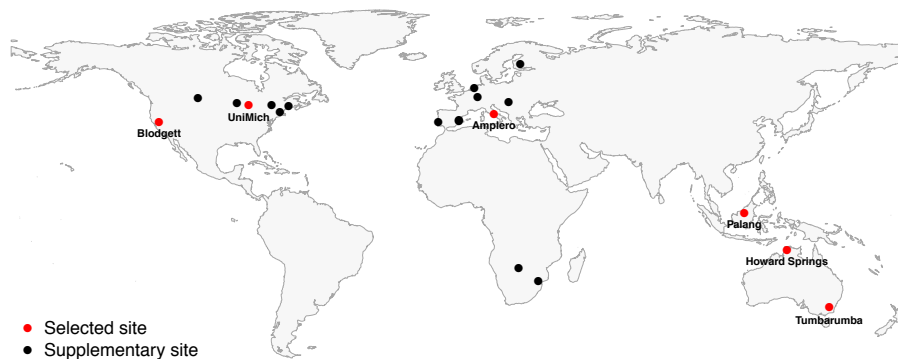 UniMich
Blodgett
Amplero
Palang
Howard Springs
Tumbarumba
Selected site
Supplementary site